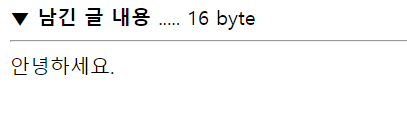 ▼ 남긴 글 내용 ..... 16 byte
안녕하세요.